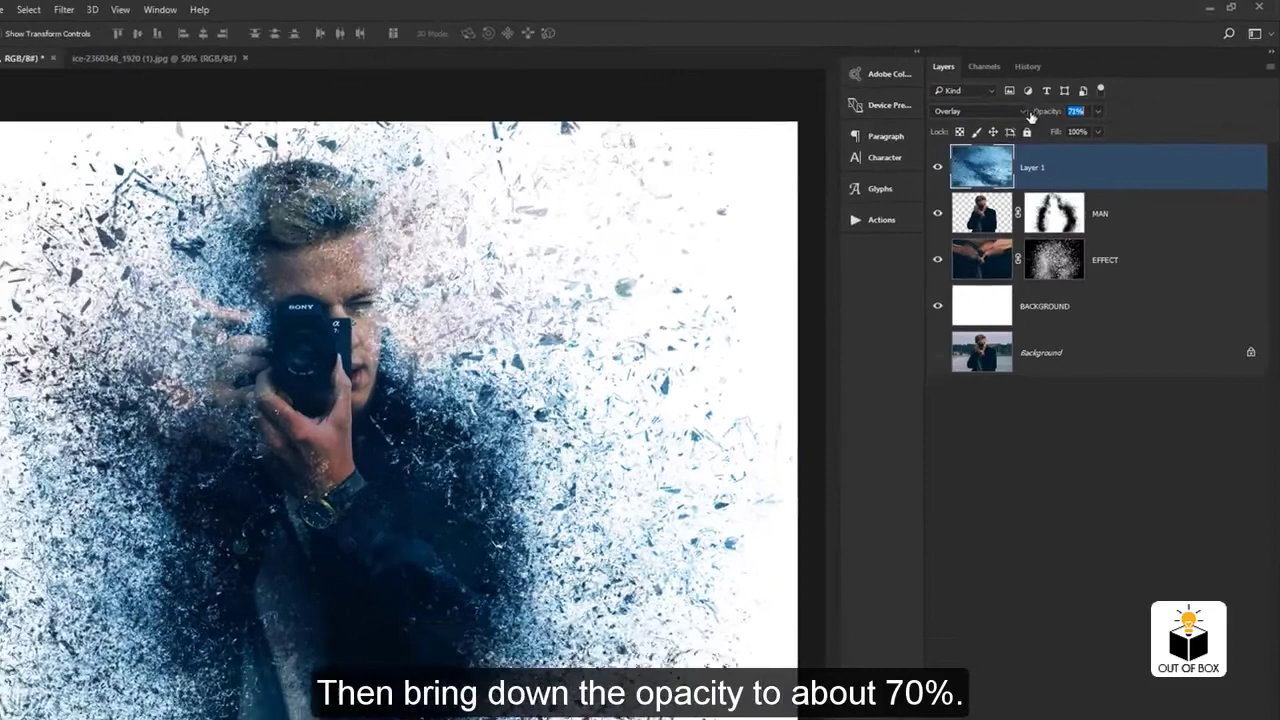 Select Filter 3D View Window Help
Show Transform Controls
3D Mode:
, RGB/8#) * × ice-2360348_1920 (1).jpg @ 50% (RGB/8#) ×
Adobe Col...
Device Pre...
Paragraph
Character
Glyphs
Actions
Layers Channels History
Kind
Overlay Opacity: 71%
Lock: Fill: 100%
Layer 1
MAN
EFFECT
BACKGROUND
Background
SONY
α
OUT OF BOX
Then bring down the opacity to about 70%.